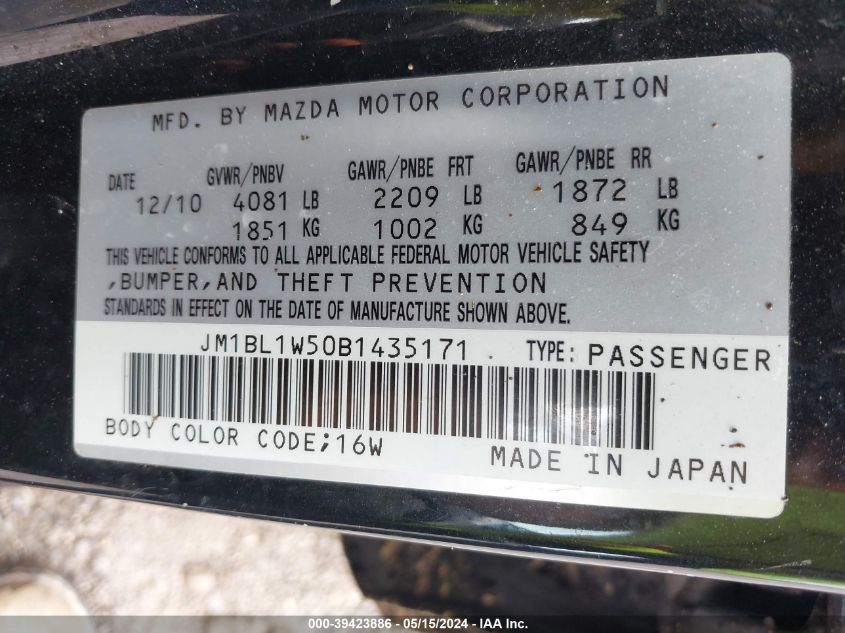 MFD. BY MAZDA MOTOR CORPORATION
DATE GVWR/PNBV GAWR/PNBE FRT GAWR/PNBE RR
12/10 4081 LB 2209 LB 1872 LB
1851 KG 1002 KG 849 KG
THIS VEHICLE CONFORMS TO ALL APPLICABLE FEDERAL MOTOR VEHICLE SAFETY
,BUMPER,AND THEFT PREVENTION
STANDARDS IN EFFECT ON THE DATE OF MANUFACTURE SHOWN ABOVE.
JM1BL1W50B1435171 TYPE: PASSENGER
BODY COLOR CODE;16W
MADE IN JAPAN
000-39423886 - 05/15/2024 - IAA Inc.